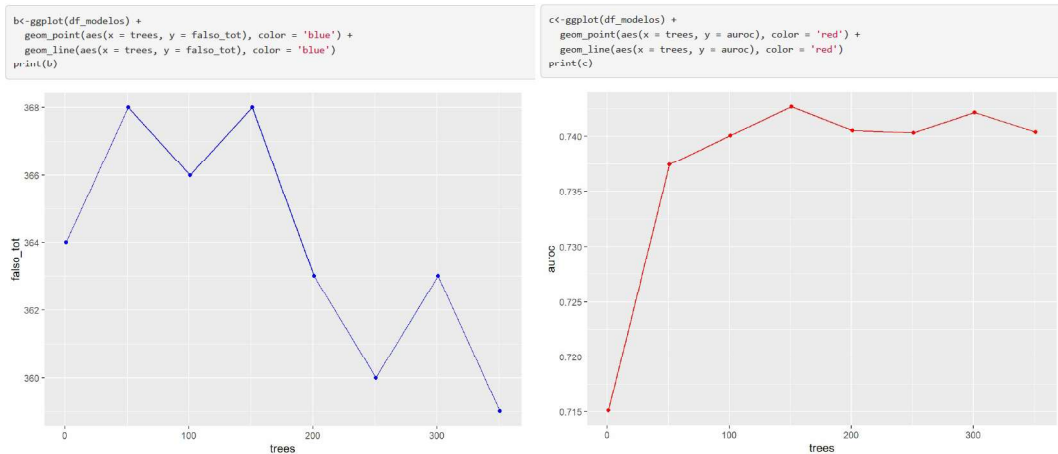 b<-ggplot(df_modelos) +
geom_point(aes(x = trees, y = falso_tot), color = 'blue') +
geom_line(aes(x = trees, y = falso_tot), color = 'blue')
print(b)
368
366
364
362
360
falso_tot
0
100
200
300
trees
c<-ggplot(df_modelos) +
geom_point(aes(x = trees, y = auroc), color = 'red') +
geom_line(aes(x = trees, y = auroc), color = 'red')
print(c)
0.740
0.735
0.730
0.725
0.720
0.715
auroc
0
100
200
300
trees